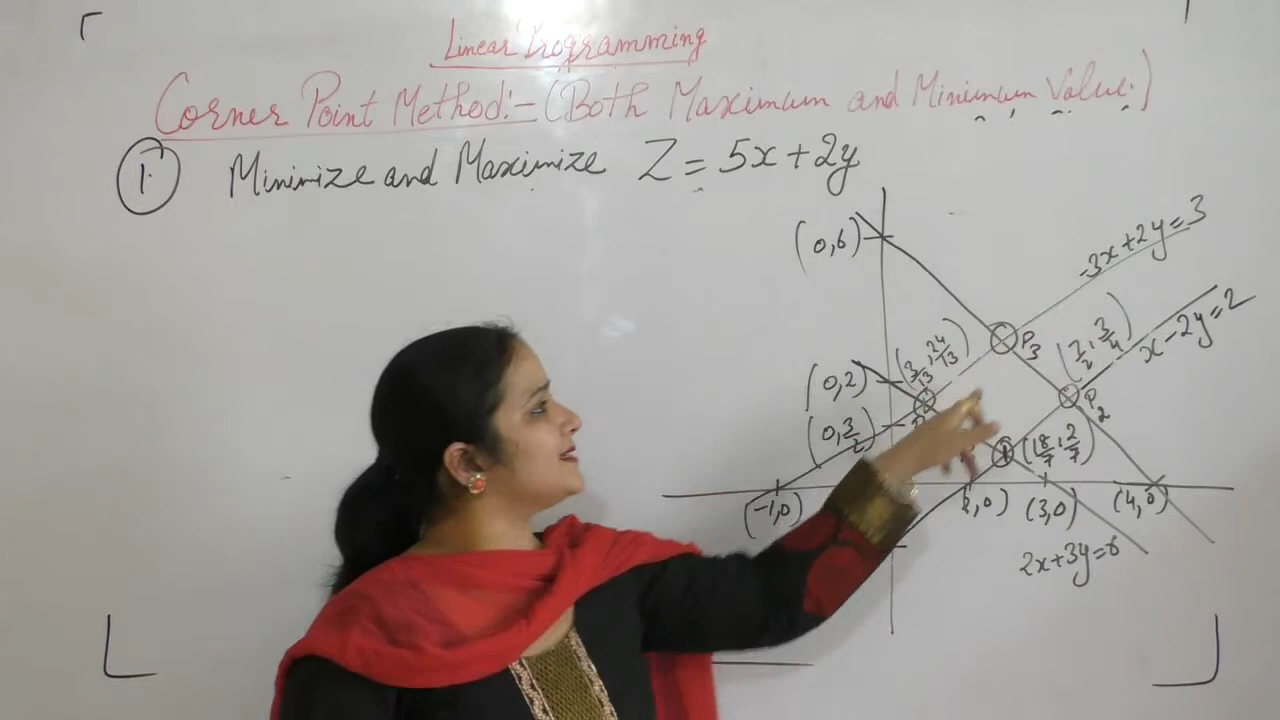 Linear Programming
Corner Point Method:- (Both Maximum and Minimum Value.)
1. Minimize and Maximize Z = 5x+2y
(0,6)
-3x+2y=3
x-2y=2
P3
(7/2, 3/4)
(3/13, 24/13)
(0,2)
P2
(0, 3/2)
(18/7, 2/7)
(-1,0)
,0)
(3,0)
(4,0)
2x+3y=6